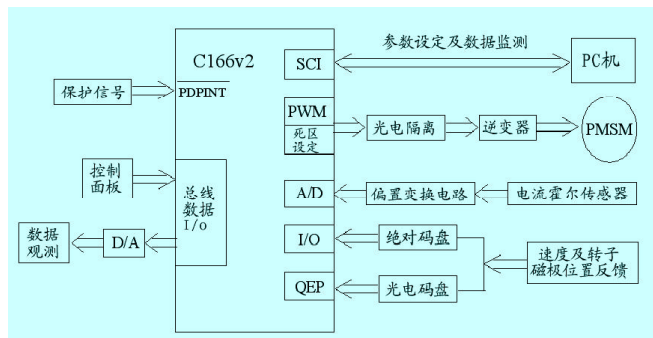 参数设定及数据监测
C166v2
SCI
PC机
保护信号
PDPINT
PWM
死区
设定
光电隔离
逆变器
PMSM
控制
面板
总线
数据
I/o
A/D
偏置变换电路
电流霍尔传感器
数据
观测
D/A
I/O
绝对码盘
速度及转子
磁极位置反馈
QEP
光电码盘